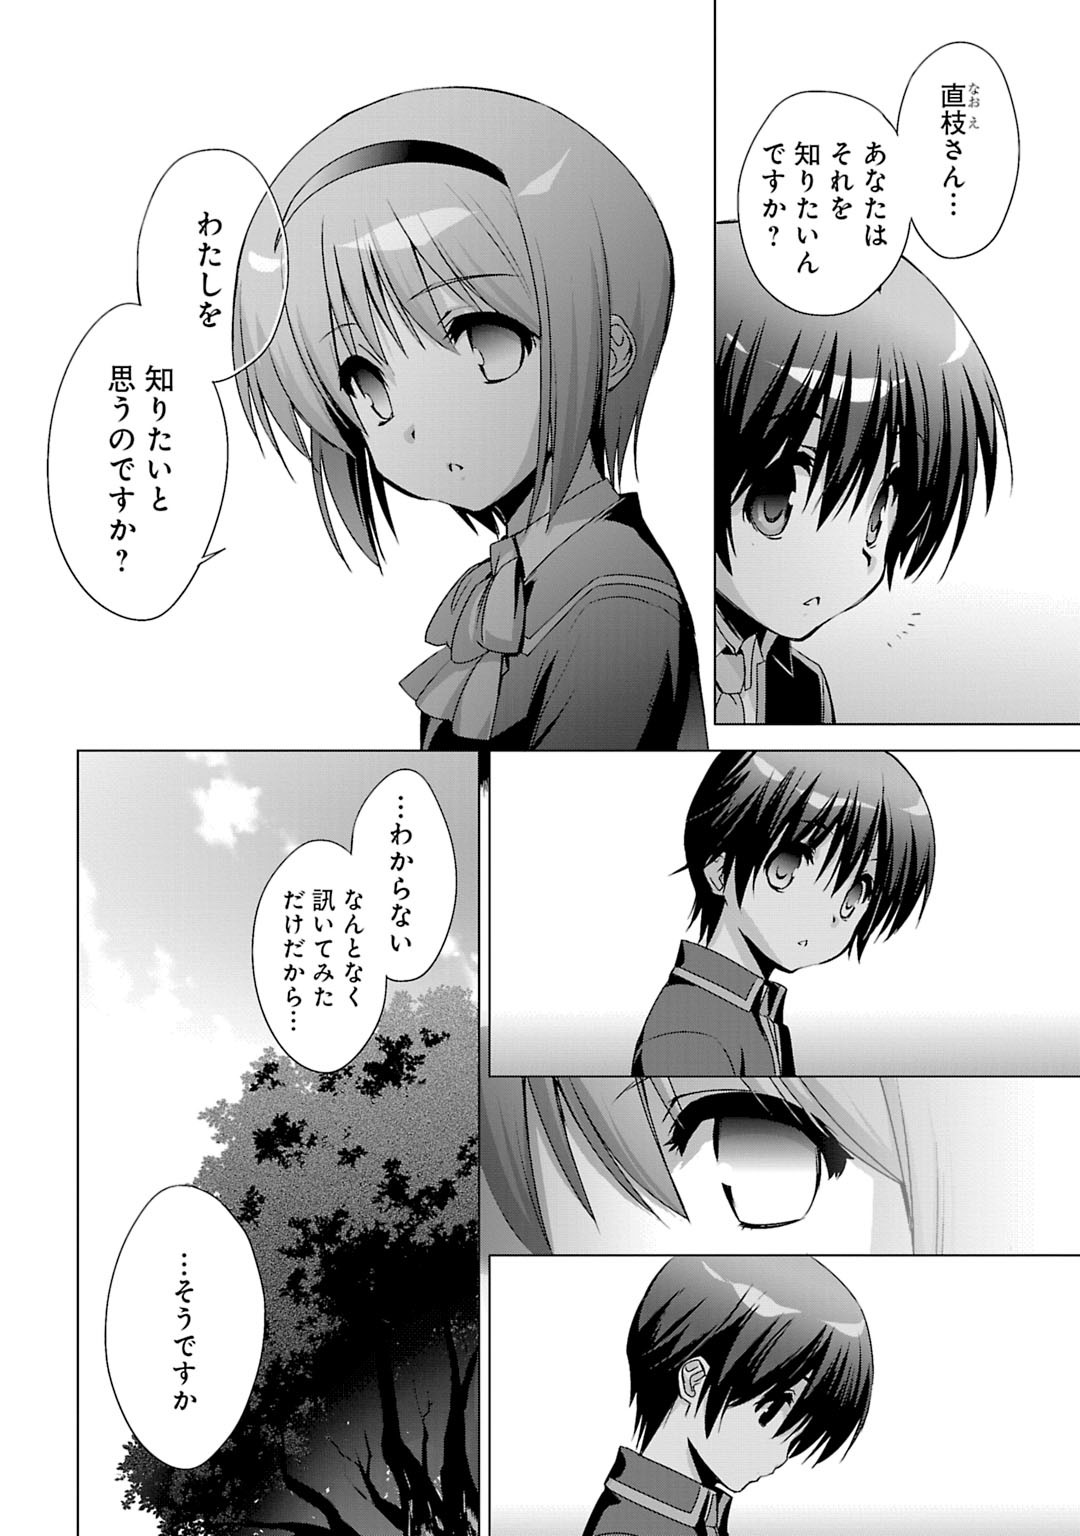 直枝さん…
なおえ
あなたは
それを
知りたいん
ですか？
わたしを
知りたいと
思うのですか？
…わからない
なんとなく
訊いてみた
だけだから…
…そうですか